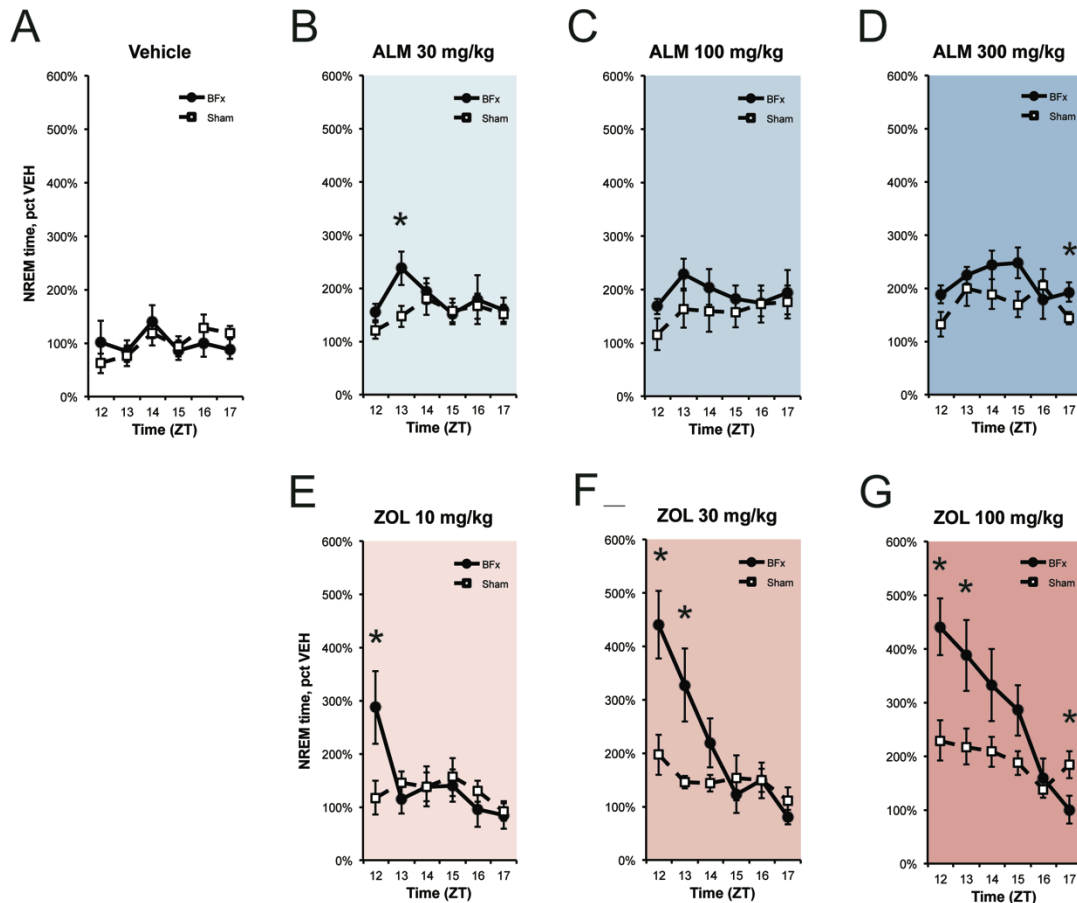 A
Vehicle
NREM time, pct VEH
600%
500%
400%
300%
200%
100%
0%
BFx
Sham
12 13 14 15 16 17
Time (ZT)
B
ALM 30 mg/kg
600%
500%
400%
300%
200%
100%
0%
BFx
Sham
*
12 13 14 15 16 17
Time (ZT)
C
ALM 100 mg/kg
600%
500%
400%
300%
200%
100%
0%
BFx
Sham
12 13 14 15 16 17
Time (ZT)
D
ALM 300 mg/kg
600%
500%
400%
300%
200%
100%
0%
BFx
Sham
*
12 13 14 15 16 17
Time (ZT)
E
ZOL 10 mg/kg
NREM time, pct VEH
600%
500%
400%
300%
200%
100%
0%
BFx
Sham
*
12 13 14 15 16 17
Time (ZT)
F_
ZOL 30 mg/kg
600%
500%
400%
300%
200%
100%
0%
BFx
Sham
*
*
12 13 14 15 16 17
Time (ZT)
G
ZOL 100 mg/kg
600%
500%
400%
300%
200%
100%
0%
BFx
Sham
*
*
*
12 13 14 15 16 17
Time (ZT)